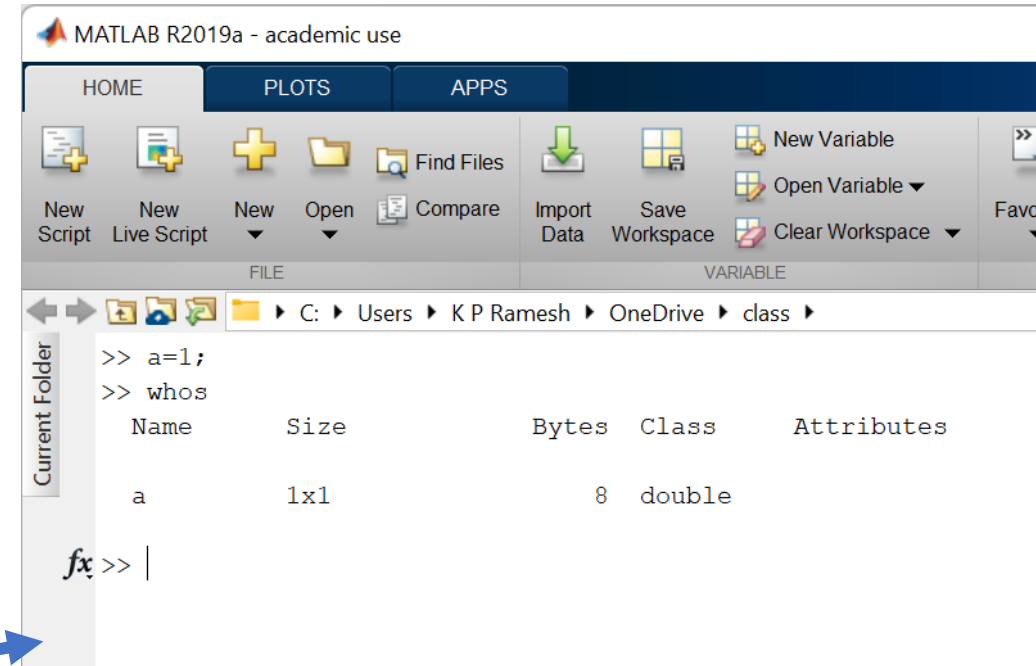 MATLAB R2019a - academic use
HOME PLOTS APPS
New Script
New Live Script
New
Open
Find Files
Compare
Import Data
Save Workspace
New Variable
Open Variable
Clear Workspace
FILE VARIABLE
C: Users K P Ramesh OneDrive class
Current Folder
>> a=1;
>> whos
Name Size Bytes Class Attributes
a 1x1 8 double
fx >>